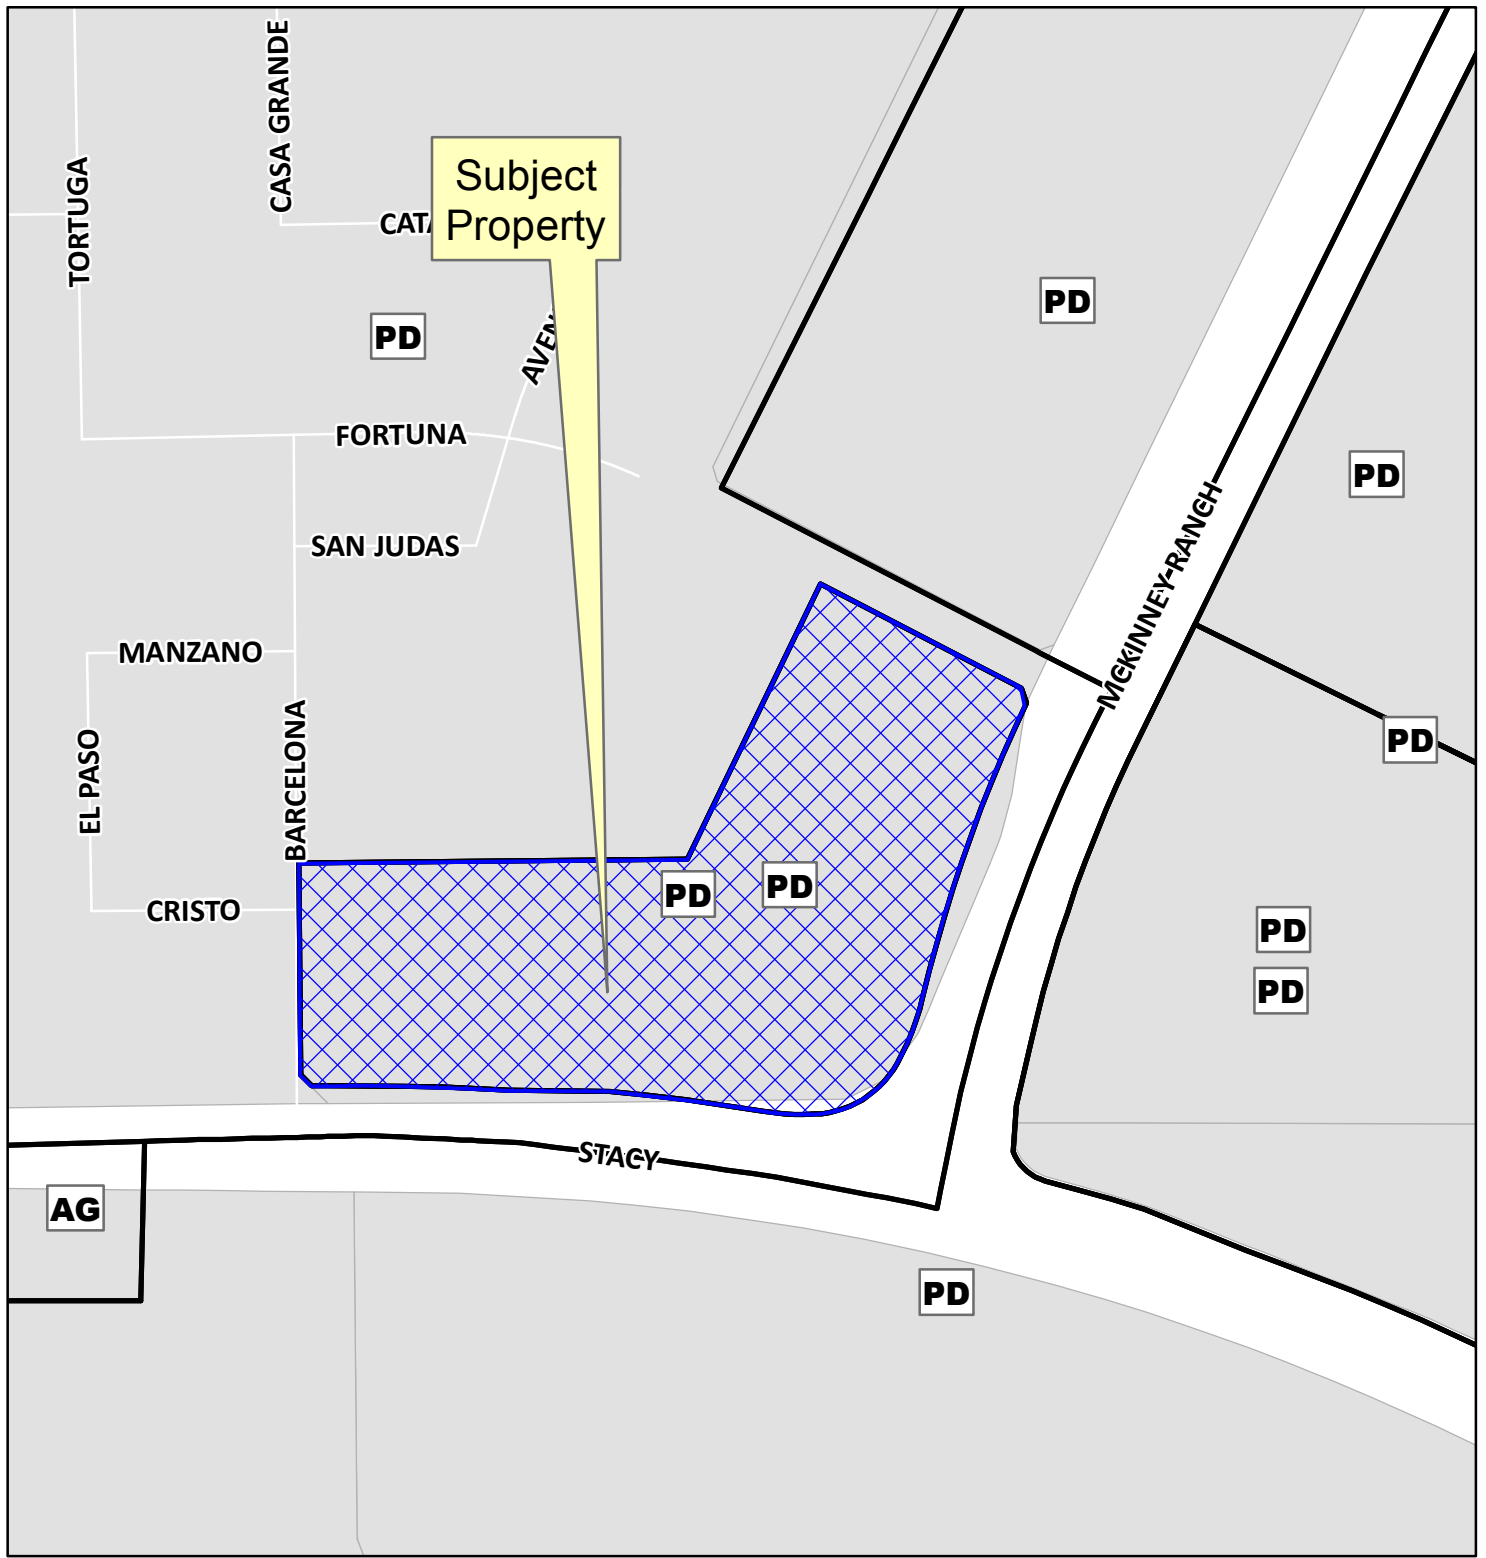 CASA GRANDE
TORTUGA
Subject
Property
PD
PD
FORTUNA
PD
MCKINNEY RANCH
SAN JUDAS
MANZANO
BARCELONA
EL PASO
PD
PD
PD
CRISTO
PD
PD
STACY
AG
PD